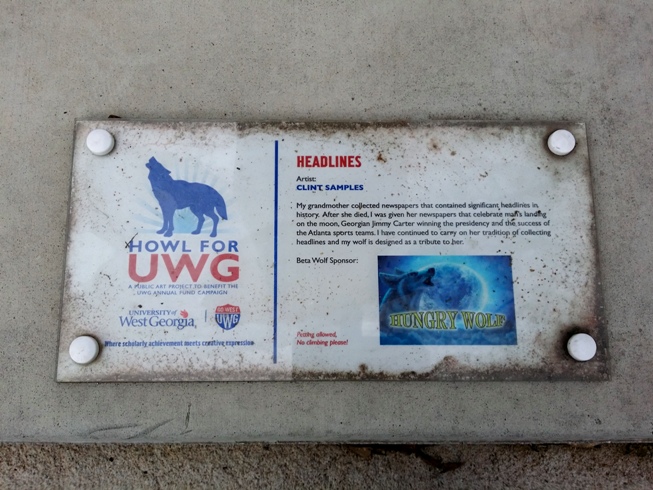 HOWL FOR
UWG
A PUBLIC ART PROJECT TO BENEFIT THE
UWG ANNUAL FUND CAMPAIGN
UNIVERSITY of
West Georgia
GO WEST
UWG
Where scholarly achievement meets creative expression
HEADLINES
Artist:
CLINT SAMPLES
My grandmother collected newspapers that contained significant headlines in
history. After she died, I was given her newspapers that celebrate man's landing
on the moon, Georgian Jimmy Carter winning the presidency and the success of
the Atlanta sports teams. I have continued to carry on her tradition of collecting
headlines and my wolf is designed as a tribute to her.
Beta Wolf Sponsor:
HUNGRY WOLF
Petting allowed,
No climbing please!